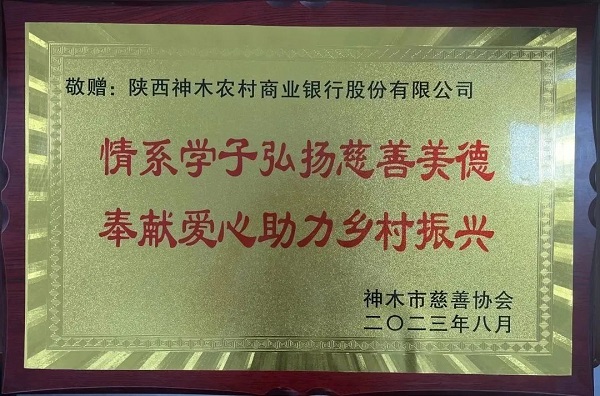 敬赠：陕西神木农村商业银行股份有限公司
情系学子弘扬慈善美德
奉献爱心助力乡村振兴
神木市慈善协会
二〇二三年八月